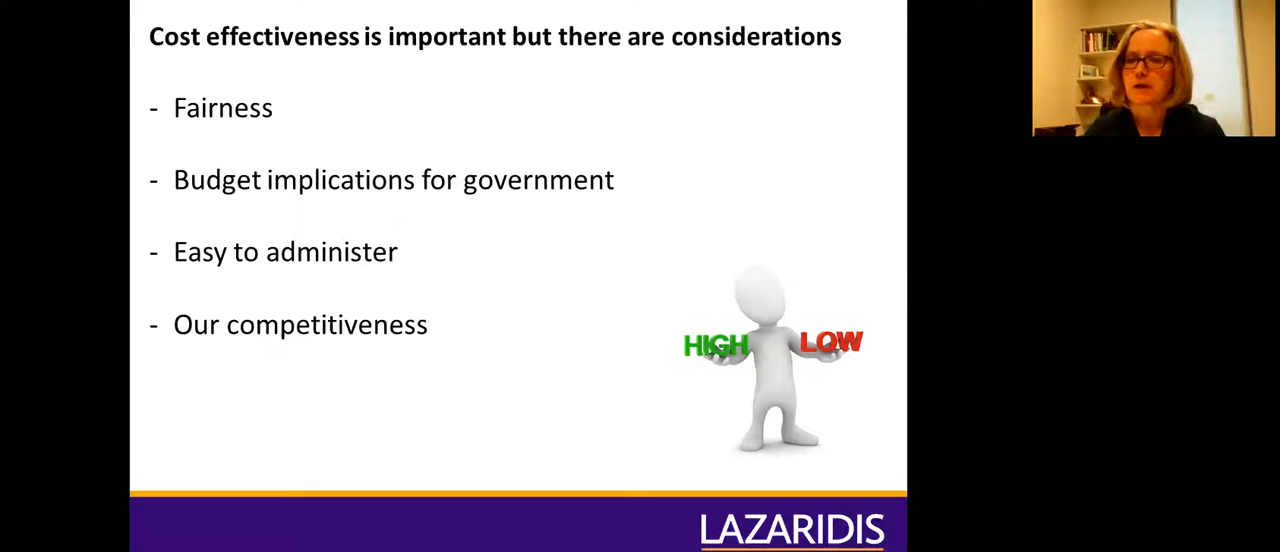 Cost effectiveness is important but there are considerations
- Fairness
- Budget implications for government
- Easy to administer
- Our competitiveness
HIGH LOW
LAZARIDIS